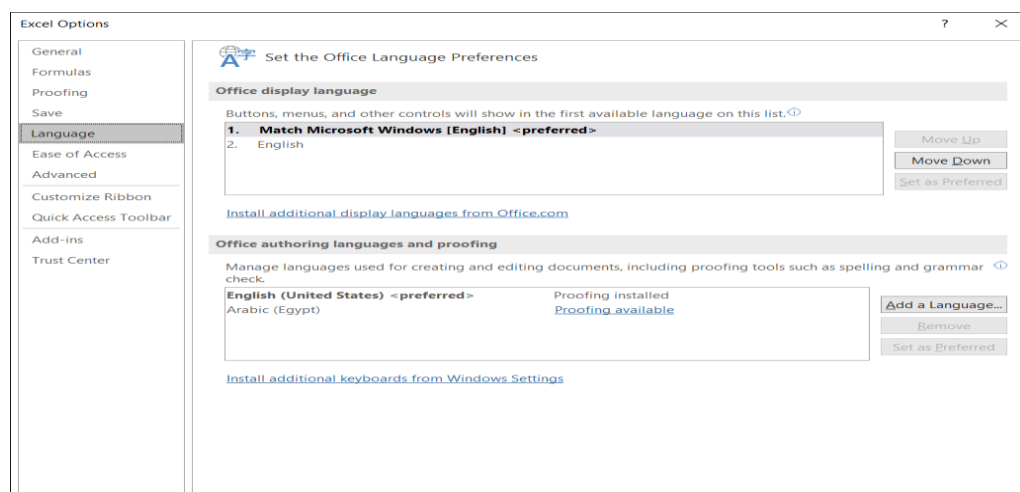 Excel Options
?
General
Formulas
Proofing
Save
Language
Ease of Access
Advanced
Customize Ribbon
Quick Access Toolbar
Add-ins
Trust Center
Set the Office Language Preferences
Office display language
Buttons, menus, and other controls will show in the first available language on this list.
1. Match Microsoft Windows [English] <preferred>
2. English
Move Up
Move Down
Set as Preferred
Install additional display languages from Office.com
Office authoring languages and proofing
Manage languages used for creating and editing documents, including proofing tools such as spelling and grammar
check.
English (United States) <preferred> Proofing installed
Arabic (Egypt) Proofing available
Add a Language...
Remove
Set as Preferred
Install additional keyboards from Windows Settings